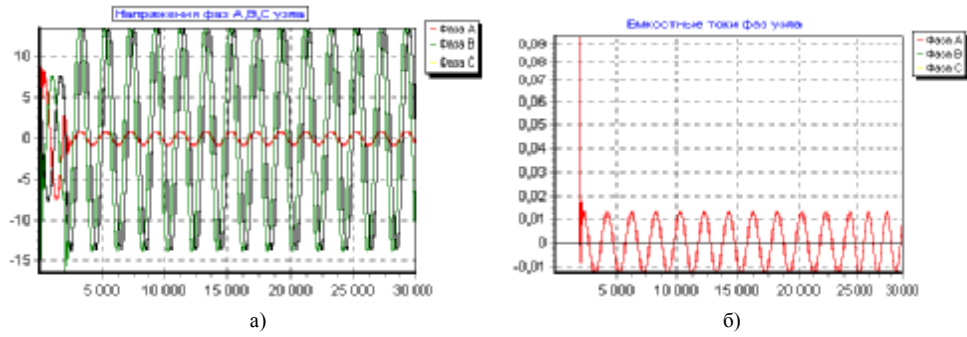 Напряжения фаз А,В,С узла
10
5
0
-5
-10
-15
5 000 10 000 15 000 20 000 25 000 30 000
Фаза А
Фаза В
Фаза С
а)
Емкостные токи фаз узла
0,09
0,08
0,07
0,06
0,05
0,04
0,03
0,02
0,01
0
-0,01
5 000 10 000 15 000 20 000 25 000 30 000
Фаза А
Фаза В
Фаза С
б)